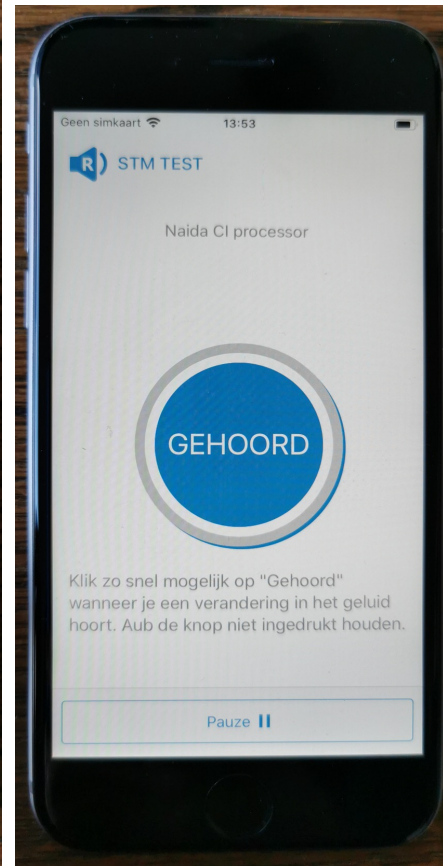 Geen simkaart 13:53
R STM TEST
Naida CI processor
GEHOORD
Klik zo snel mogelijk op "Gehoord"
wanneer je een verandering in het geluid
hoort. Aub de knop niet ingedrukt houden.
Pauze